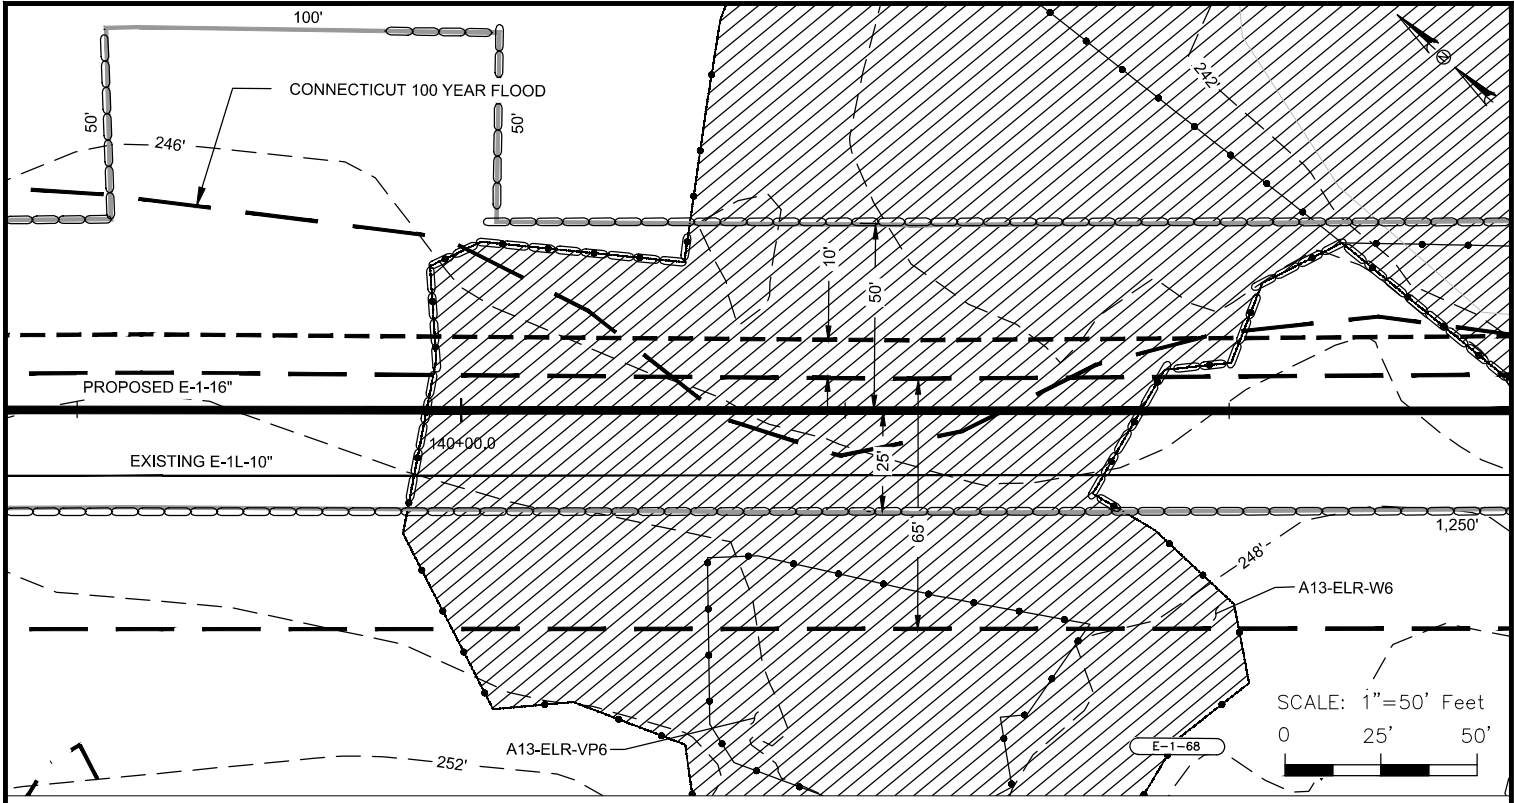 100'
CONNECTICUT 100 YEAR FLOOD
50'
50'
246'
242'
N
10'
50'
PROPOSED E-1-16"
140+00.0
EXISTING E-1L-10"
25'
65'
1,250'
248'
A13-ELR-W6
A13-ELR-VP6
E-1-68
252'
SCALE: 1"=50' Feet
0 25' 50'